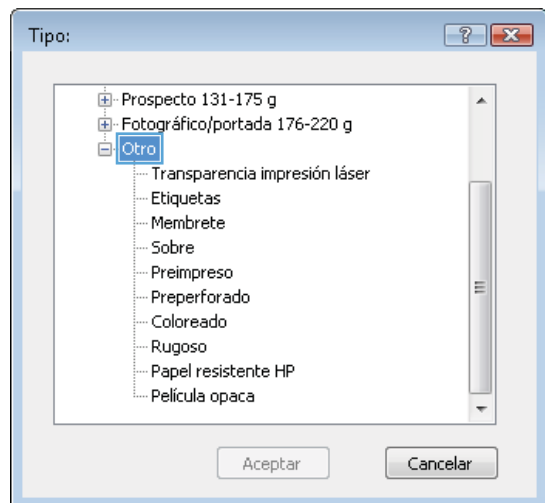 Tipo:
Prospecto 131-175 g
Fotográfico/portada 176-220 g
Otro
Transparencia impresión láser
Etiquetas
Membrete
Sobre
Preimpreso
Preperforado
Coloreado
Rugoso
Papel resistente HP
Película opaca
Aceptar Cancelar